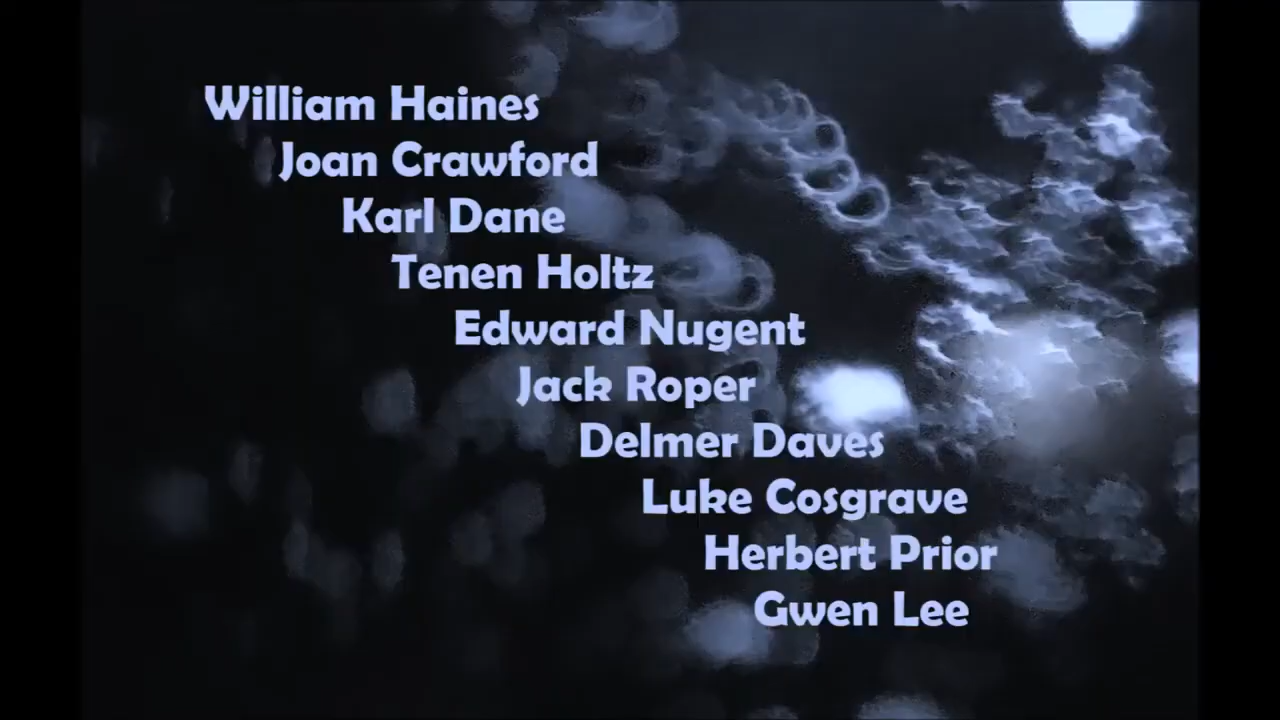 William Haines
Joan Crawford
Karl Dane
Tenen Holtz
Edward Nugent
Jack Roper
Delmer Daves
Luke Cosgrave
Herbert Prior
Gwen Lee